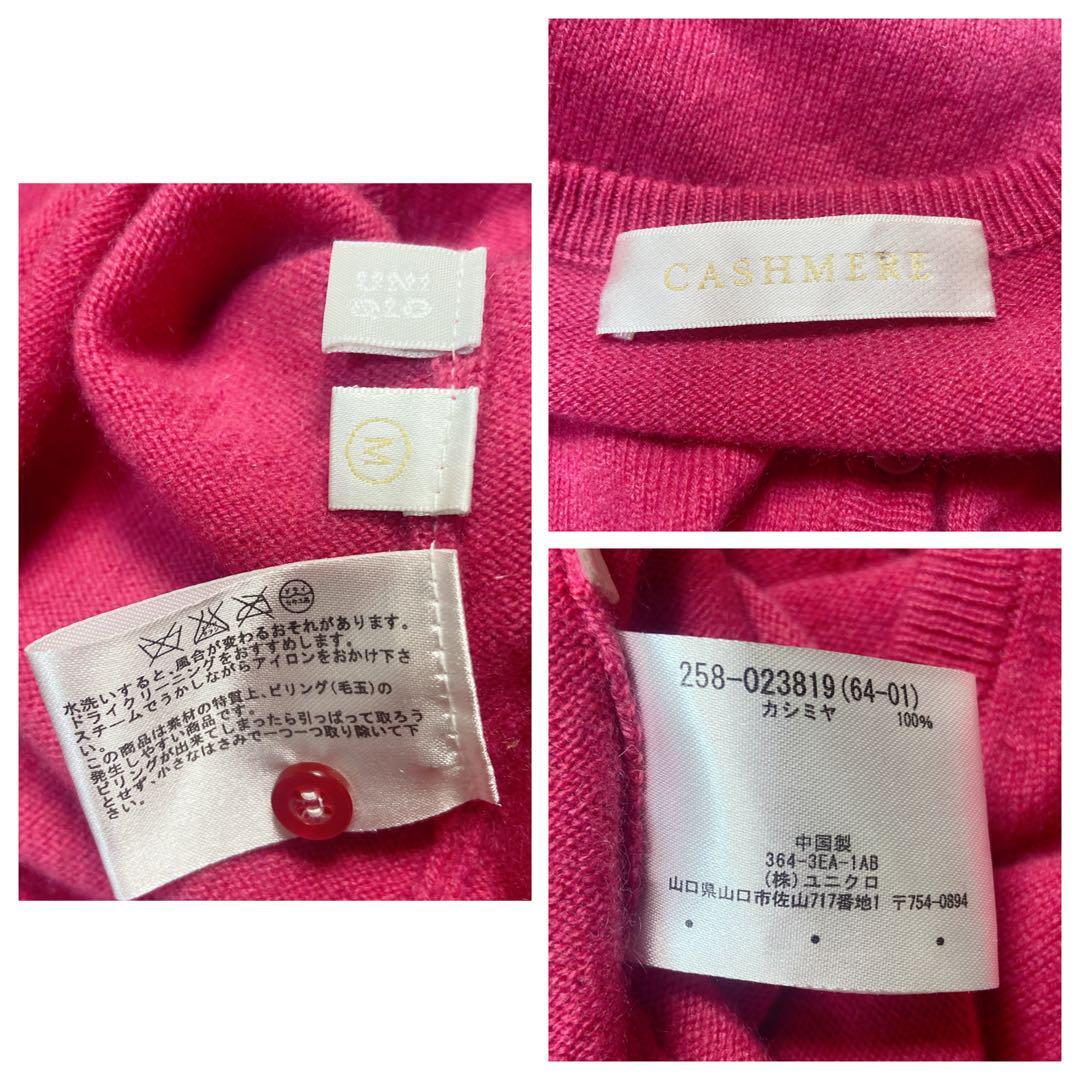 UNI
QLO
M
ドライ
セキユ系
水洗いすると、風合が変わるおそれがあります。
ドライクリーニングをおすすめします。
スチームでうかしながらアイロンをおかけ下さ
い。
この商品は素材の特質上、ピリング(毛玉)の
発生しやすい商品です。
ピリングが出来てしまったら引っぱって取ろう
とせず、小さなはさみで一つ一つ取り除いて下
さい。
CASHMERE
258-023819(64-01)
カシミヤ 100%
中国製
364-3EA-1AB
(株)ユニクロ
山口県山口市佐山717番地1 〒754-0894